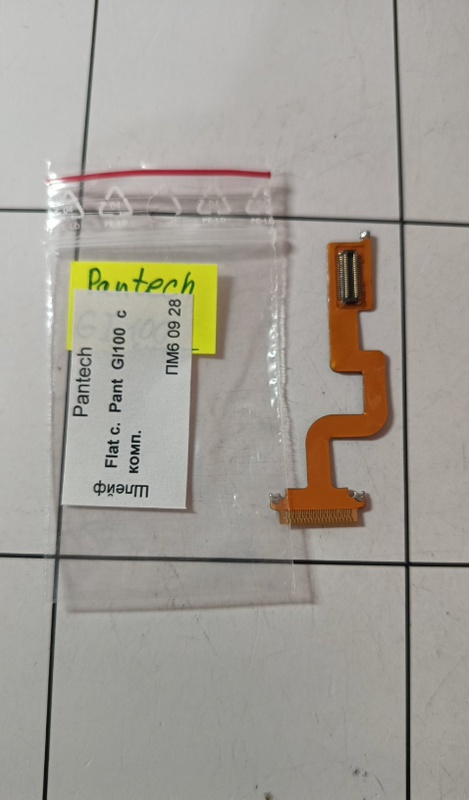 Pantech
Pantech
Flat c. Pant GI100 с
комп.
ПМ6 09 28
Шлейф